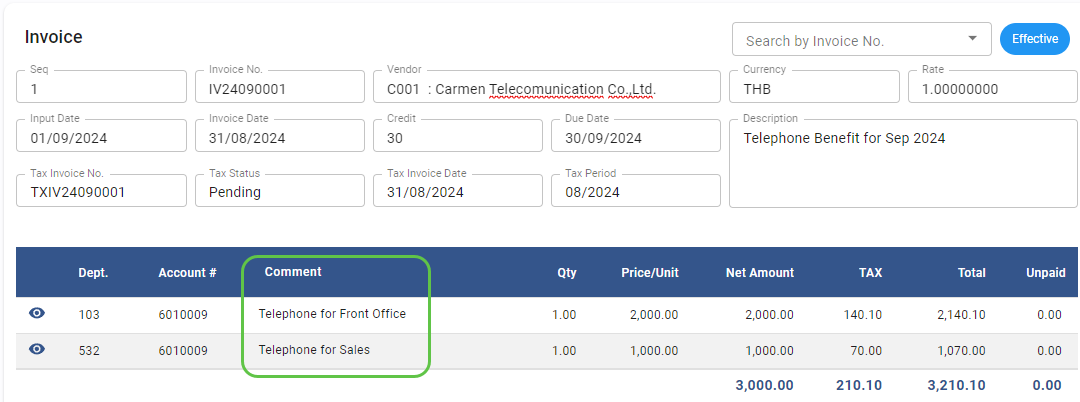 Invoice
Search by Invoice No.
Effective
Seq
1
Invoice No.
IV24090001
Vendor
C001 : Carmen Telecomunication Co.,Ltd.
Currency
THB
Rate
1.00000000
Input Date
01/09/2024
Invoice Date
31/08/2024
Credit
30
Due Date
30/09/2024
Description
Telephone Benefit for Sep 2024
Tax Invoice No.
TXIV24090001
Tax Status
Pending
Tax Invoice Date
31/08/2024
Tax Period
08/2024
Dept. Account # Comment Qty Price/Unit Net Amount TAX Total Unpaid
103 6010009 Telephone for Front Office 1.00 2,000.00 2,000.00 140.10 2,140.10 0.00
532 6010009 Telephone for Sales 1.00 1,000.00 1,000.00 70.00 1,070.00 0.00
3,000.00 210.10 3,210.10 0.00